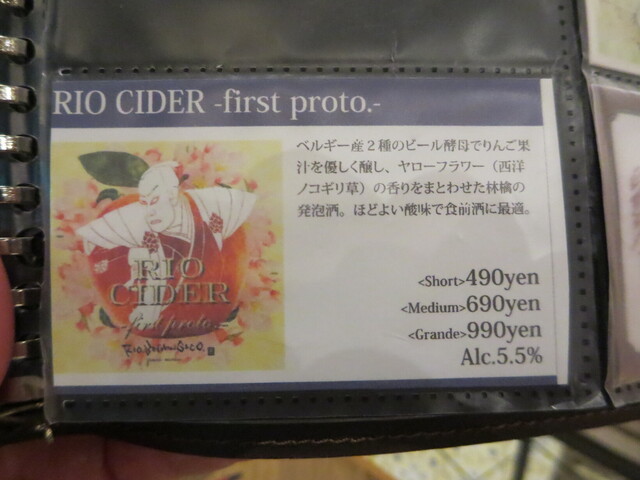 RIO CIDER -first proto.-
ベルギー産２種のビール酵母でりんご果
汁を優しく醸し、ヤローフラワー（西洋
ノコギリ草）の香りをまとわせた林檎の
発泡酒。ほどよい酸味で食前酒に最適。
RIO
CIDER
-first proto.-
<Short>490yen
<Medium>690yen
<Grande>990yen
Alc.5.5%